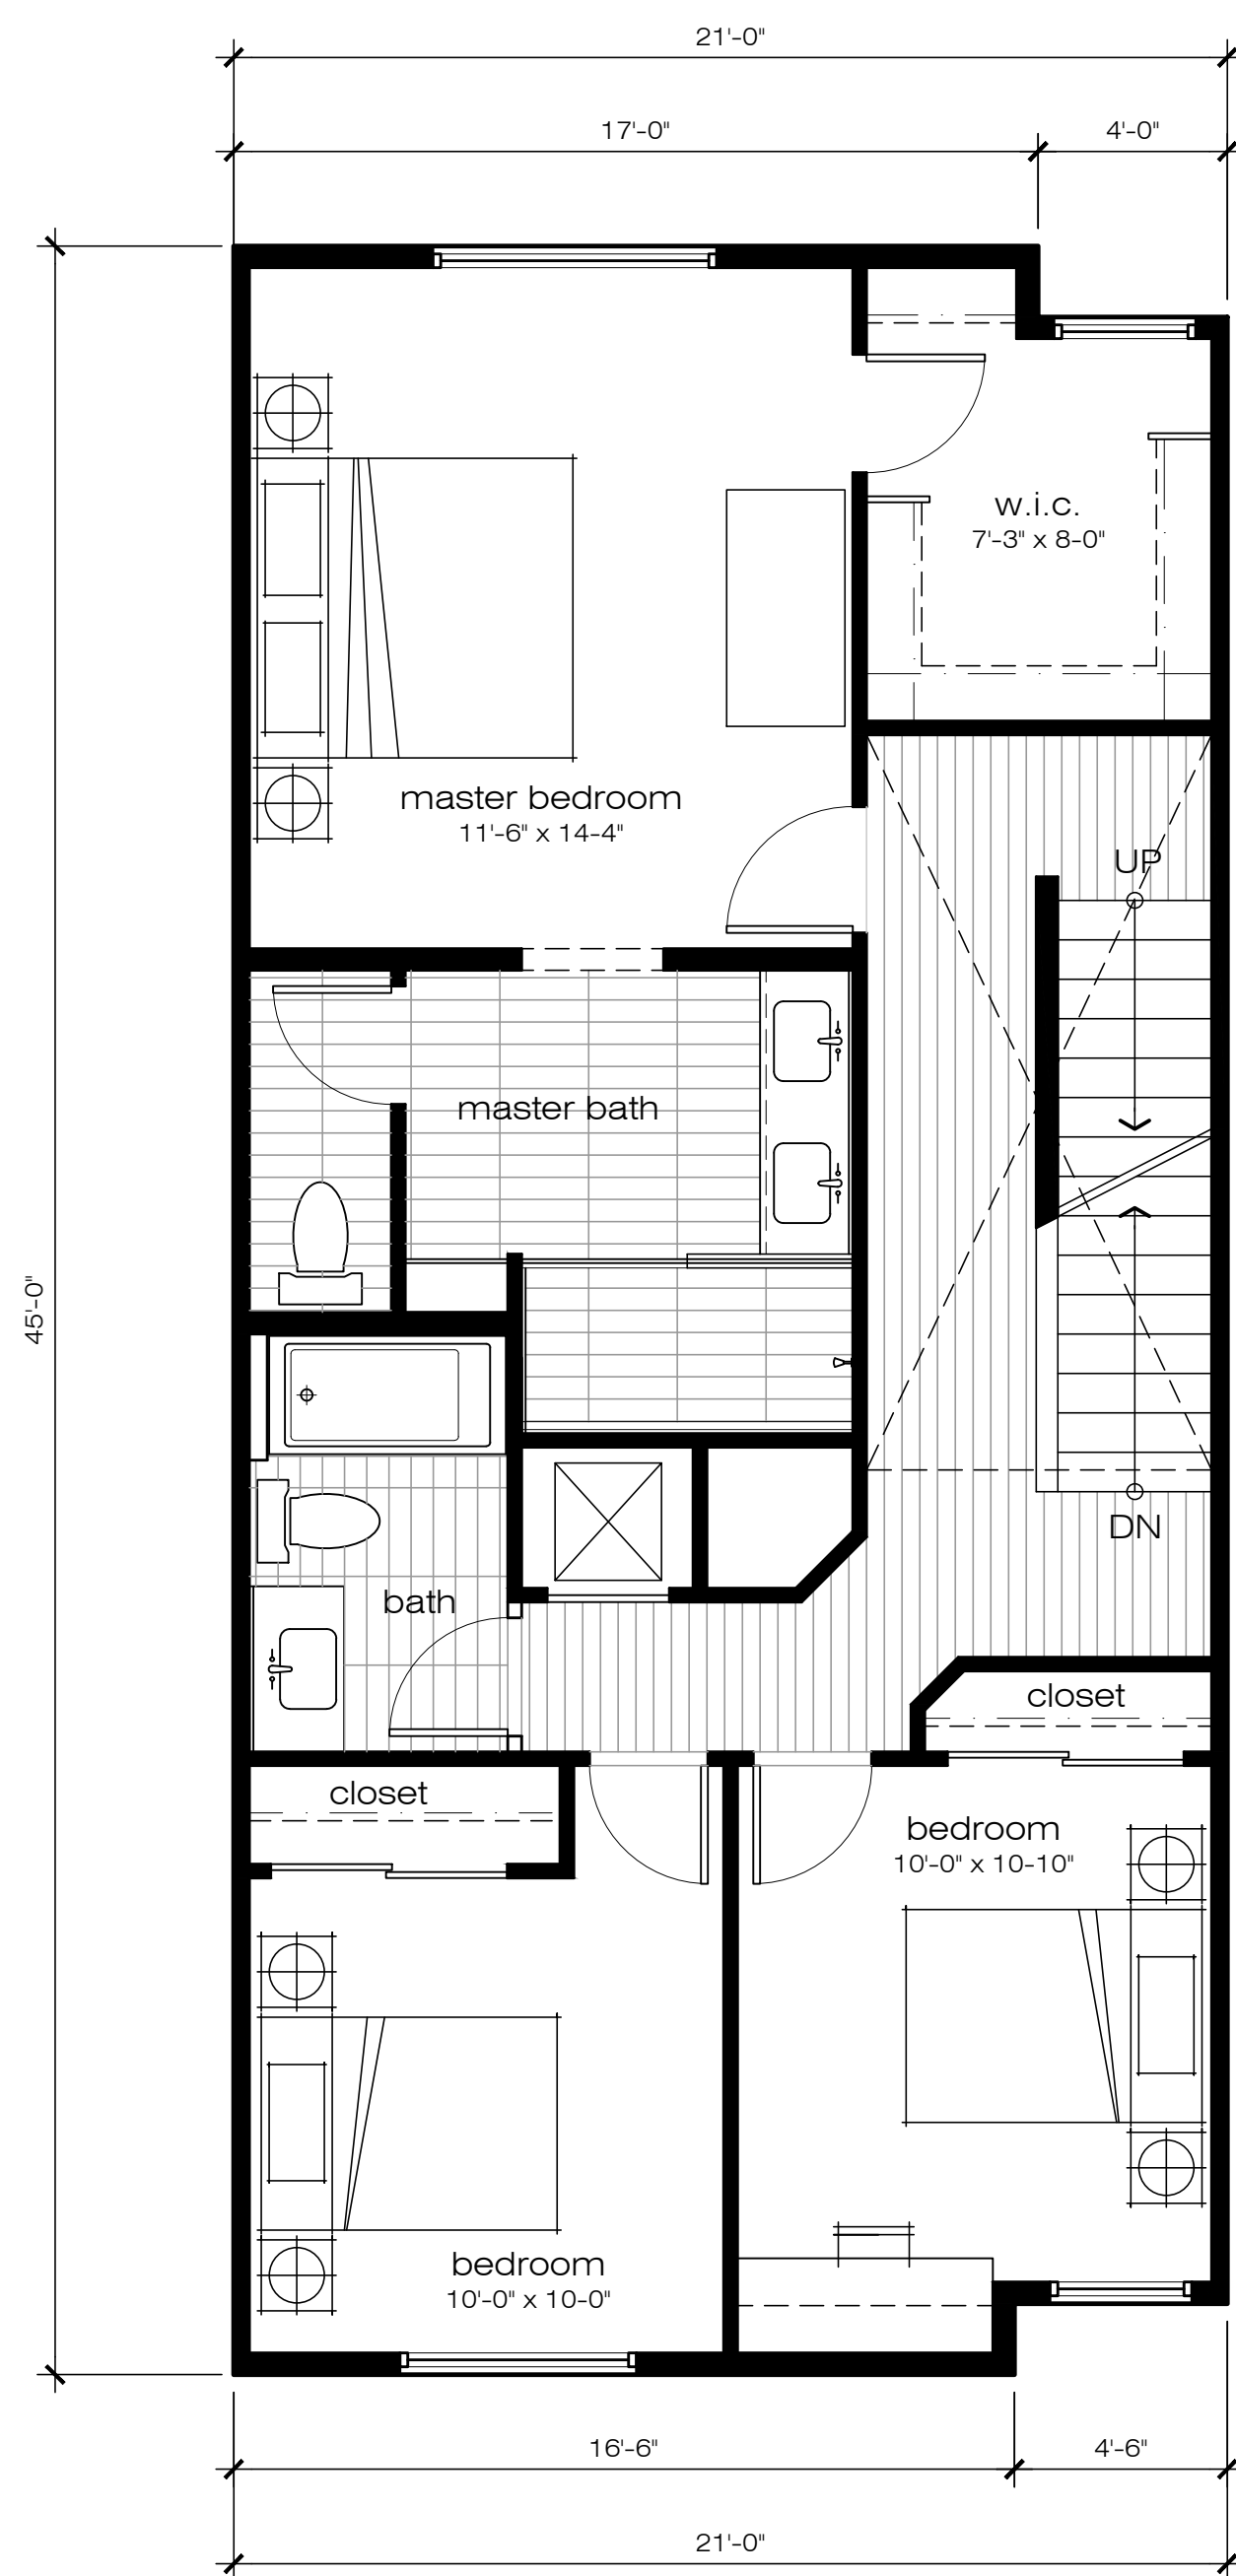 21'-0"
17'-0"
4'-0"
w.i.c.
7'-3" x 8-0"
master bedroom
11'-6" x 14-4"
UP
master bath
45'-0"
DN
bath
closet
closet
bedroom
10'-0" x 10-10"
bedroom
10'-0" x 10-0"
16'-6"
4'-6"
21'-0"